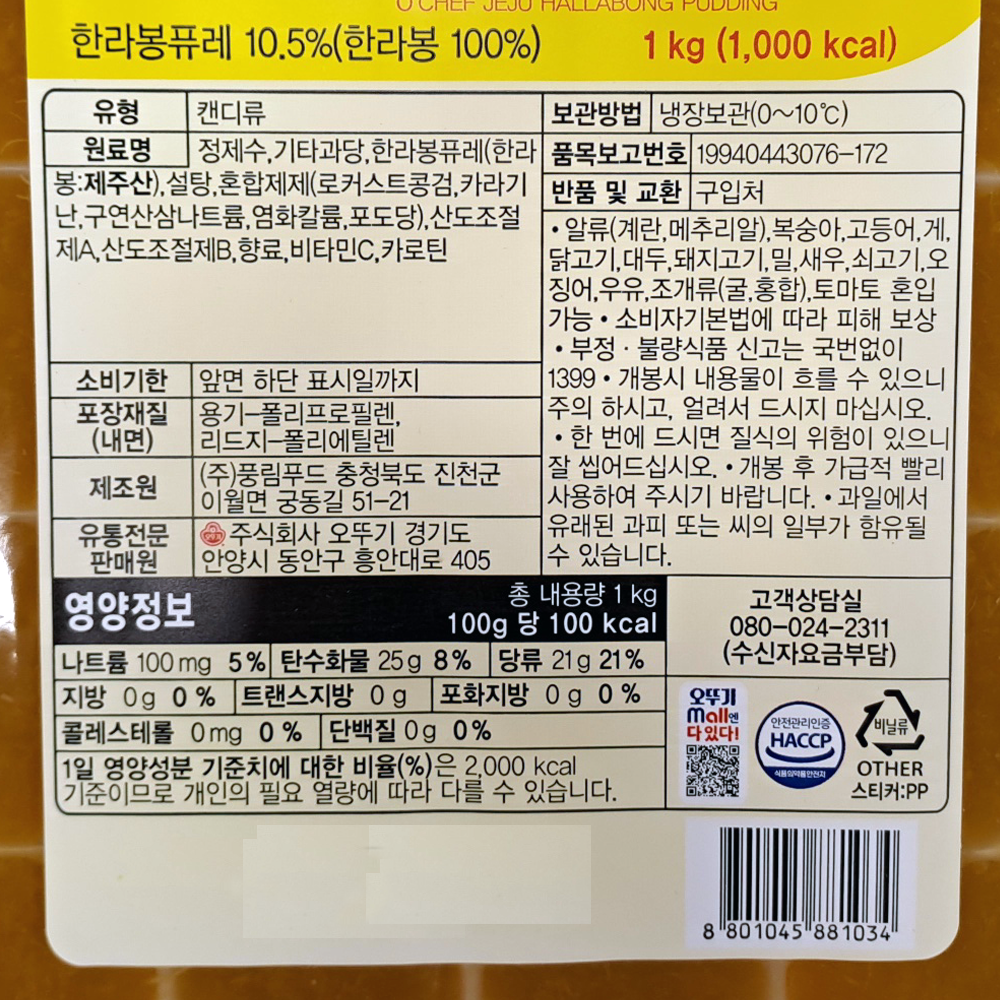 O'CHEF JEJU HALLABONG PUDDING
한라봉퓨레 10.5%(한라봉 100%)
1 kg (1,000 kcal)
유형 캔디류
원료명 정제수,기타과당,한라봉퓨레(한라
봉:제주산),설탕,혼합제제(로커스트콩검,카라기
난,구연산삼나트륨,염화칼륨,포도당),산도조절
제A,산도조절제B,향료,비타민C,카로틴
소비기한 앞면 하단 표시일까지
포장재질 (내면) 용기-폴리프로필렌,
리드지-폴리에틸렌
제조원 (주)풍림푸드 충청북도 진천군
이월면 궁동길 51-21
유통전문 판매원 주식회사 오뚜기 경기도
안양시 동안구 흥안대로 405
보관방법 냉장보관(0~10℃)
품목보고번호 19940443076-172
반품 및 교환 구입처
• 알류(계란,메추리알),복숭아,고등어,게,
닭고기,대두,돼지고기,밀,새우,쇠고기,오
징어,우유,조개류(굴,홍합),토마토 혼입
가능 • 소비자기본법에 따라 피해 보상
• 부정 · 불량식품 신고는 국번없이
1399 • 개봉시 내용물이 흐를 수 있으니
주의 하시고, 얼려서 드시지 마십시오.
• 한 번에 드시면 질식의 위험이 있으니
잘 씹어드십시오. • 개봉 후 가급적 빨리
사용하여 주시기 바랍니다. • 과일에서
유래된 과피 또는 씨의 일부가 함유될
수 있습니다.
영양정보
총 내용량 1 kg
100g 당 100 kcal
나트륨 100 mg 5% 탄수화물 25 g 8% 당류 21 g 21%
지방 0 g 0 % 트랜스지방 0 g 포화지방 0 g 0 %
콜레스테롤 0 mg 0 % 단백질 0 g 0%
1일 영양성분 기준치에 대한 비율(%)은 2,000 kcal
기준이므로 개인의 필요 열량에 따라 다를 수 있습니다.
고객상담실
080-024-2311
(수신자요금부담)
오뚜기
mall엔
다있다!
안전관리인증
HACCP
식품의약품안전처
비닐류
OTHER
스티커:PP
8 801045 881034